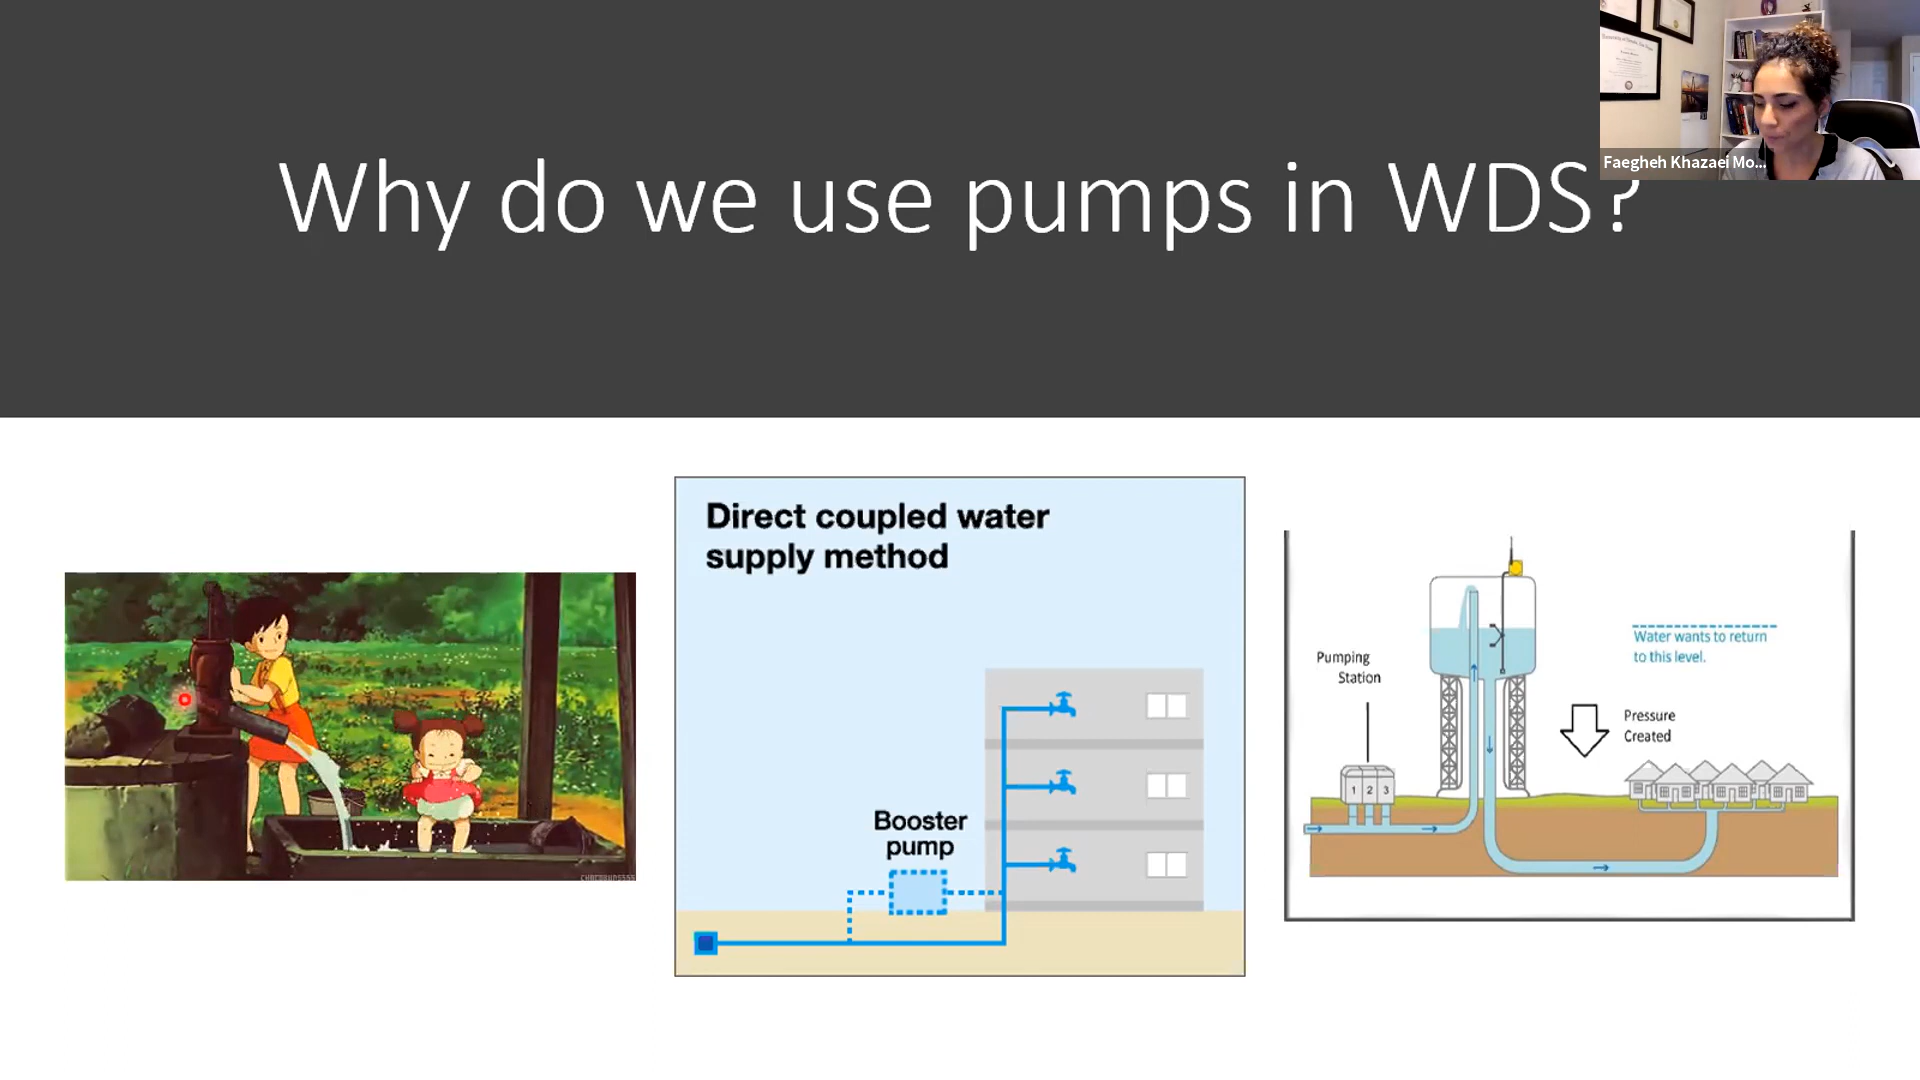 Why do we use pumps in WDS?
Faegheh Khazaei Mo...
Direct coupled water
supply method
Booster
pump
Pumping
Station
1 2 3
Water wants to return
to this level.
Pressure
Created